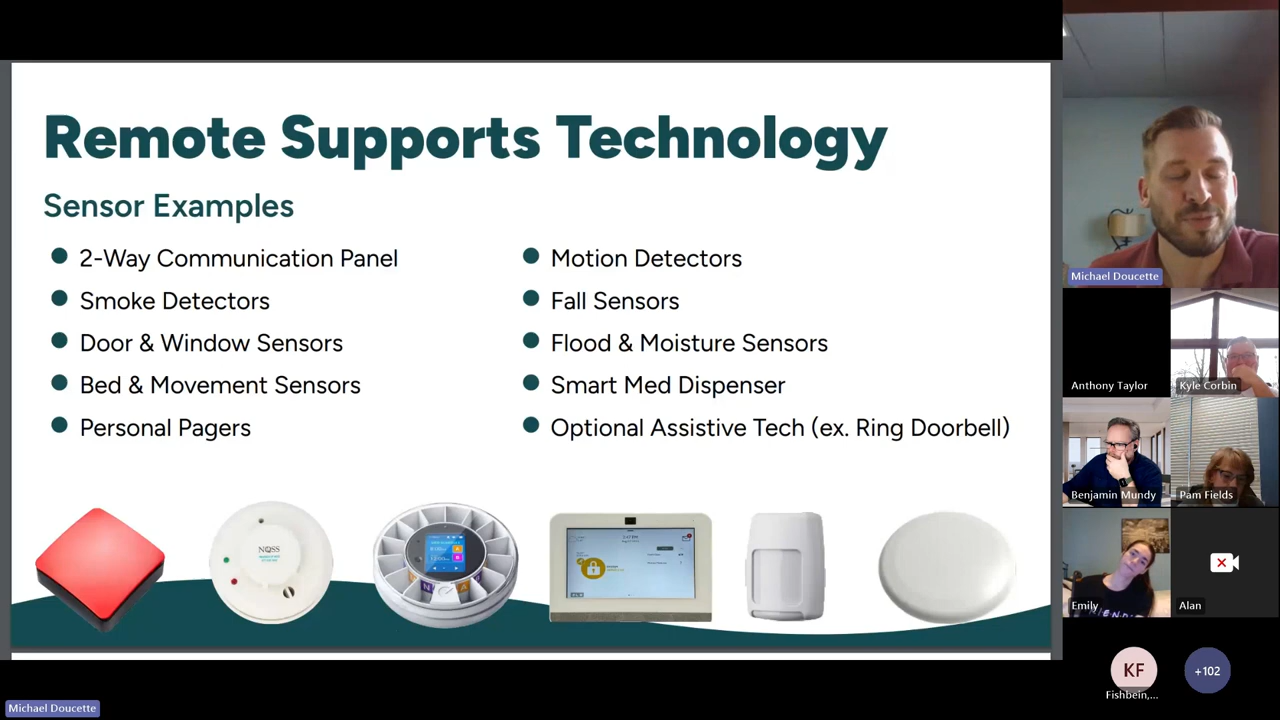 Remote Supports Technology
Sensor Examples
2-Way Communication Panel
Smoke Detectors
Door & Window Sensors
Bed & Movement Sensors
Personal Pagers
Motion Detectors
Fall Sensors
Flood & Moisture Sensors
Smart Med Dispenser
Optional Assistive Tech (ex. Ring Doorbell)
Michael Doucette
Anthony Taylor
Kyle Corbin
Benjamin Mundy
Pam Fields
Emily
Alan
KF
+102
Fishbein,...
Michael Doucette